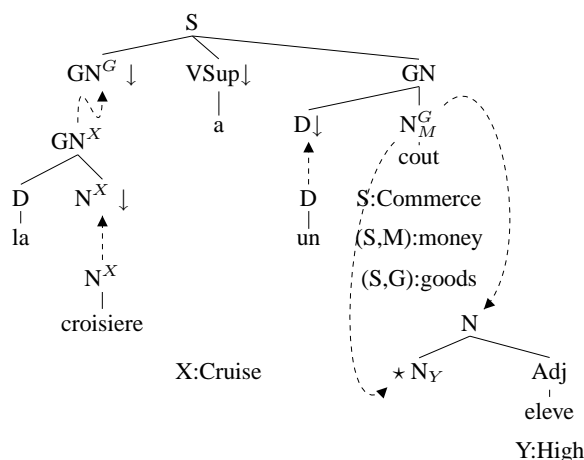 S
GN^G ↓ VSup↓ GN
a D↓ N^G_M
GN^X cout
D N^X ↓ D S:Commerce
la un (S,M):money
N^X (S,G):goods
croisiere N
X:Cruise ⋆ N_Y Adj
eleve
Y:High